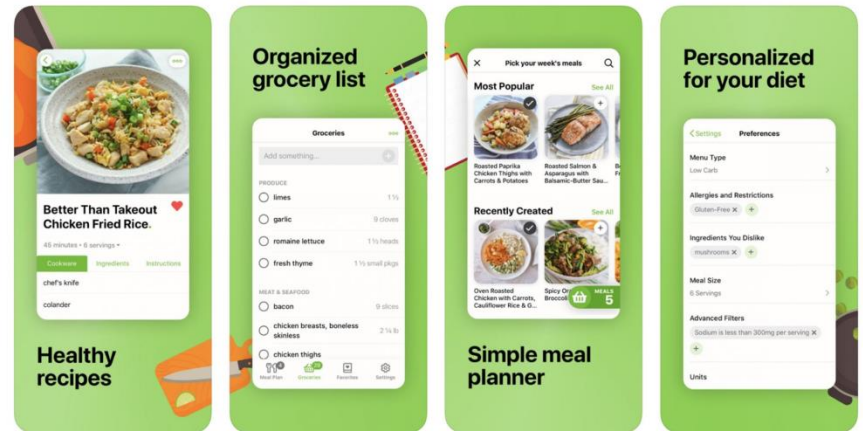 Better Than Takeout
Chicken Fried Rice.
45 minutes • 6 servings
Cookware Ingredients Instructions
chef's knife
colander
Healthy
recipes
Organized
grocery list
Groceries
Add something...
PRODUCE
limes 1 ½
garlic 9 cloves
romaine lettuce 1 ½ heads
fresh thyme 1 ½ small pkgs
MEAT & SEAFOOD
bacon 9 slices
chicken breasts, boneless 2 ¼ lb
skinless
chicken thighs
Meal Plan Groceries Favorites Settings
Pick your week's meals
Most Popular See All
Roasted Paprika
Chicken Thighs with
Carrots & Potatoes
Roasted Salmon &
Asparagus with
Balsamic-Butter Sau...
Recently Created See All
Oven Roasted
Chicken with Carrots,
Cauliflower Rice & G...
Spicy Or
Broccoli
MEALS
5
Simple meal
planner
Personalized
for your diet
Settings Preferences
Menu Type
Low Carb
Allergies and Restrictions
Gluten-Free
Ingredients You Dislike
mushrooms
Meal Size
6 Servings
Advanced Filters
Sodium is less than 300mg per serving
Units